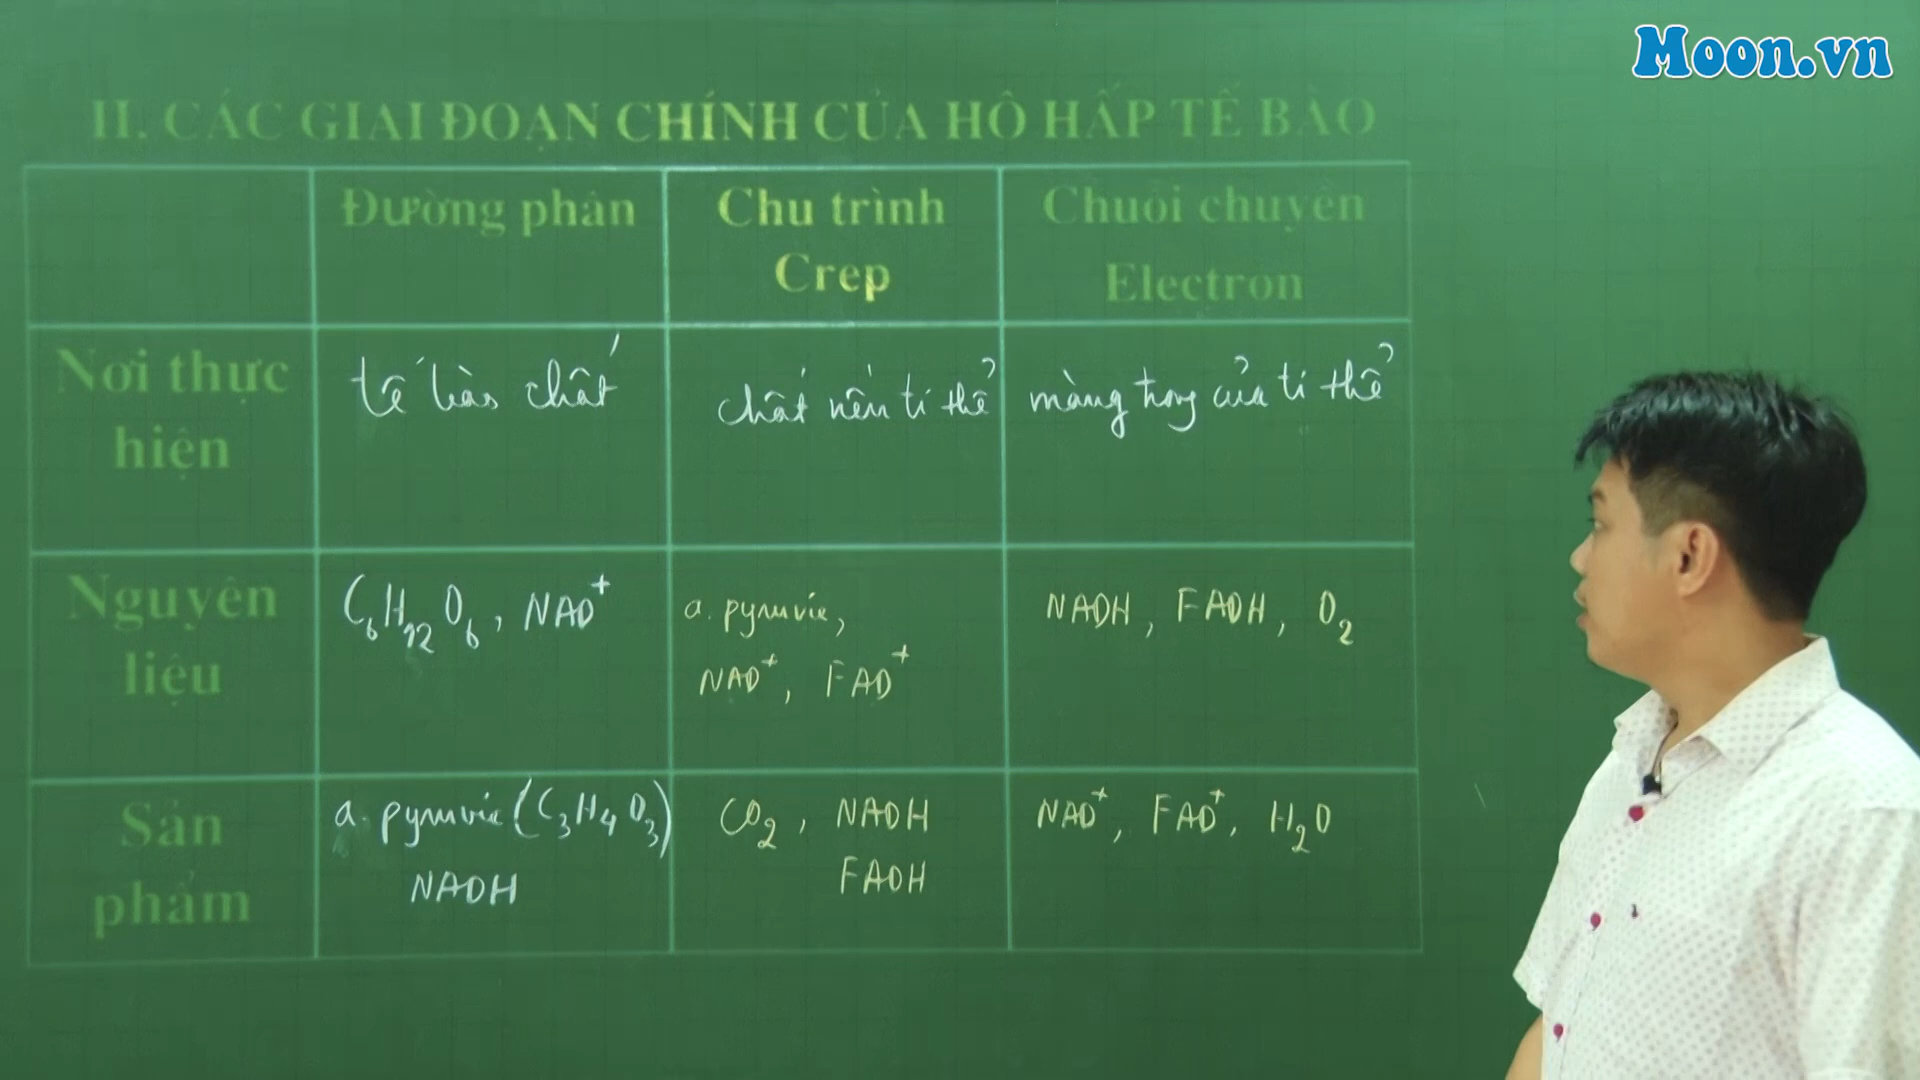 Moon.vn
II. CÁC GIAI ĐOẠN CHÍNH CỦA HÔ HẤP TẾ BÀO
Đường phân
Chu trình
Crep
Chuỗi chuyền
Electron
Nơi thực
hiện
tế bào chất
chất nền ti thể
màng trong của ti thể
Nguyên
liệu
C6H12O6, NAD+
a. pyruvic,
NAD+, FAD+
NADH, FADH, O2
Sản
phẩm
a. pyruvic (C3H4O3)
NADH
CO2, NADH
FADH
NAD+, FAD+, H2O